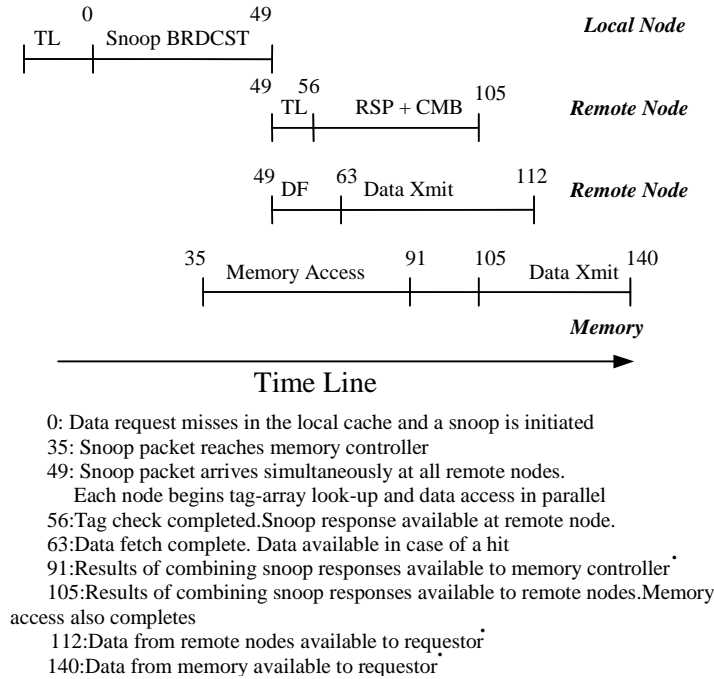 0 49
TL Snoop BRDCST Local Node
49 56 105
TL RSP + CMB Remote Node
49 63 112
DF Data Xmit Remote Node
35 91 105 140
Memory Access Data Xmit
Memory
Time Line
0: Data request misses in the local cache and a snoop is initiated
35: Snoop packet reaches memory controller
49: Snoop packet arrives simultaneously at all remote nodes.
Each node begins tag-array look-up and data access in parallel
56:Tag check completed.Snoop response available at remote node.
63:Data fetch complete. Data available in case of a hit
91:Results of combining snoop responses available to memory controller.
105:Results of combining snoop responses available to remote nodes.Memory
access also completes
112:Data from remote nodes available to requestor.
140:Data from memory available to requestor.